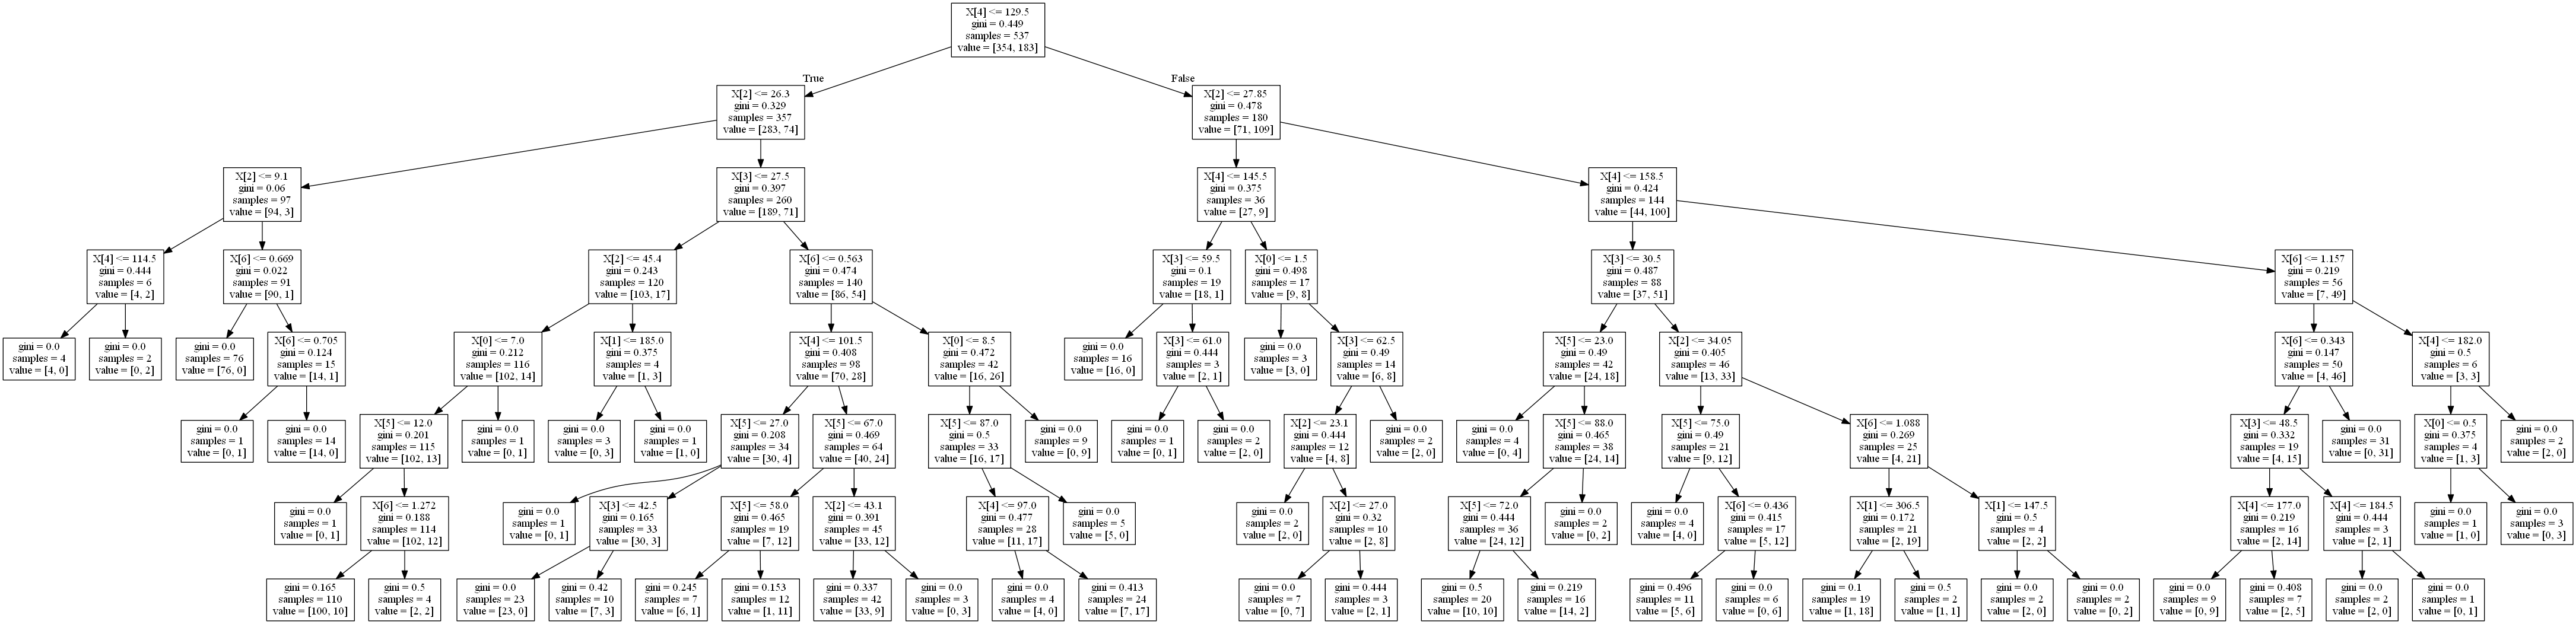 X[4] <= 129.5
gini = 0.449
samples = 537
value = [354, 183]
True
False
X[2] <= 26.3
gini = 0.329
samples = 357
value = [283, 74]
X[2] <= 27.85
gini = 0.478
samples = 180
value = [71, 109]
X[2] <= 9.1
gini = 0.06
samples = 97
value = [94, 3]
X[3] <= 27.5
gini = 0.397
samples = 260
value = [189, 71]
X[4] <= 145.5
gini = 0.375
samples = 36
value = [27, 9]
X[4] <= 158.5
gini = 0.424
samples = 144
value = [44, 100]
X[4] <= 114.5
gini = 0.444
samples = 6
value = [4, 2]
X[6] <= 0.669
gini = 0.022
samples = 91
value = [90, 1]
X[2] <= 45.4
gini = 0.243
samples = 120
value = [103, 17]
X[6] <= 0.563
gini = 0.474
samples = 140
value = [86, 54]
X[3] <= 59.5
gini = 0.1
samples = 19
value = [18, 1]
X[0] <= 1.5
gini = 0.498
samples = 17
value = [9, 8]
X[3] <= 30.5
gini = 0.487
samples = 88
value = [37, 51]
X[6] <= 1.157
gini = 0.219
samples = 56
value = [7, 49]
gini = 0.0
samples = 4
value = [4, 0]
gini = 0.0
samples = 2
value = [0, 2]
gini = 0.0
samples = 76
value = [76, 0]
X[6] <= 0.705
gini = 0.124
samples = 15
value = [14, 1]
X[0] <= 7.0
gini = 0.212
samples = 116
value = [102, 14]
X[1] <= 185.0
gini = 0.375
samples = 4
value = [1, 3]
X[4] <= 101.5
gini = 0.408
samples = 98
value = [70, 28]
X[0] <= 8.5
gini = 0.472
samples = 42
value = [16, 26]
gini = 0.0
samples = 16
value = [16, 0]
X[3] <= 61.0
gini = 0.444
samples = 3
value = [2, 1]
gini = 0.0
samples = 3
value = [3, 0]
X[3] <= 62.5
gini = 0.49
samples = 14
value = [6, 8]
X[5] <= 23.0
gini = 0.49
samples = 42
value = [24, 18]
X[2] <= 34.05
gini = 0.405
samples = 46
value = [13, 33]
X[6] <= 0.343
gini = 0.147
samples = 50
value = [4, 46]
X[4] <= 182.0
gini = 0.5
samples = 6
value = [3, 3]
gini = 0.0
samples = 1
value = [0, 1]
gini = 0.0
samples = 14
value = [14, 0]
X[5] <= 12.0
gini = 0.201
samples = 115
value = [102, 13]
gini = 0.0
samples = 1
value = [0, 1]
gini = 0.0
samples = 3
value = [0, 3]
gini = 0.0
samples = 1
value = [1, 0]
X[5] <= 27.0
gini = 0.208
samples = 34
value = [30, 4]
X[5] <= 67.0
gini = 0.469
samples = 64
value = [40, 24]
X[5] <= 87.0
gini = 0.5
samples = 33
value = [16, 17]
gini = 0.0
samples = 9
value = [0, 9]
gini = 0.0
samples = 1
value = [0, 1]
gini = 0.0
samples = 2
value = [2, 0]
X[2] <= 23.1
gini = 0.444
samples = 12
value = [4, 8]
gini = 0.0
samples = 2
value = [2, 0]
gini = 0.0
samples = 4
value = [0, 4]
X[5] <= 88.0
gini = 0.465
samples = 38
value = [24, 14]
X[5] <= 75.0
gini = 0.49
samples = 21
value = [9, 12]
X[6] <= 1.088
gini = 0.269
samples = 25
value = [4, 21]
X[3] <= 48.5
gini = 0.332
samples = 19
value = [4, 15]
gini = 0.0
samples = 31
value = [0, 31]
X[0] <= 0.5
gini = 0.375
samples = 4
value = [1, 3]
gini = 0.0
samples = 2
value = [2, 0]
gini = 0.0
samples = 1
value = [0, 1]
X[6] <= 1.272
gini = 0.188
samples = 114
value = [102, 12]
gini = 0.0
samples = 1
value = [0, 1]
X[3] <= 42.5
gini = 0.165
samples = 33
value = [30, 3]
X[5] <= 58.0
gini = 0.465
samples = 19
value = [7, 12]
X[2] <= 43.1
gini = 0.391
samples = 45
value = [33, 12]
X[4] <= 97.0
gini = 0.477
samples = 28
value = [11, 17]
gini = 0.0
samples = 5
value = [5, 0]
gini = 0.0
samples = 2
value = [2, 0]
X[2] <= 27.0
gini = 0.32
samples = 10
value = [2, 8]
X[5] <= 72.0
gini = 0.444
samples = 36
value = [24, 12]
gini = 0.0
samples = 2
value = [0, 2]
gini = 0.0
samples = 4
value = [4, 0]
X[6] <= 0.436
gini = 0.415
samples = 17
value = [5, 12]
X[1] <= 306.5
gini = 0.172
samples = 21
value = [2, 19]
X[1] <= 147.5
gini = 0.5
samples = 4
value = [2, 2]
X[4] <= 177.0
gini = 0.219
samples = 16
value = [2, 14]
X[4] <= 184.5
gini = 0.444
samples = 3
value = [2, 1]
gini = 0.0
samples = 1
value = [1, 0]
gini = 0.0
samples = 3
value = [0, 3]
gini = 0.165
samples = 110
value = [100, 10]
gini = 0.5
samples = 4
value = [2, 2]
gini = 0.0
samples = 23
value = [23, 0]
gini = 0.42
samples = 10
value = [7, 3]
gini = 0.245
samples = 7
value = [6, 1]
gini = 0.153
samples = 12
value = [1, 11]
gini = 0.337
samples = 42
value = [33, 9]
gini = 0.0
samples = 3
value = [0, 3]
gini = 0.0
samples = 4
value = [4, 0]
gini = 0.413
samples = 24
value = [7, 17]
gini = 0.0
samples = 7
value = [0, 7]
gini = 0.444
samples = 3
value = [2, 1]
gini = 0.5
samples = 20
value = [10, 10]
gini = 0.219
samples = 16
value = [14, 2]
gini = 0.496
samples = 11
value = [5, 6]
gini = 0.0
samples = 6
value = [0, 6]
gini = 0.1
samples = 19
value = [1, 18]
gini = 0.5
samples = 2
value = [1, 1]
gini = 0.0
samples = 2
value = [2, 0]
gini = 0.0
samples = 2
value = [0, 2]
gini = 0.0
samples = 9
value = [0, 9]
gini = 0.408
samples = 7
value = [2, 5]
gini = 0.0
samples = 2
value = [2, 0]
gini = 0.0
samples = 1
value = [0, 1]